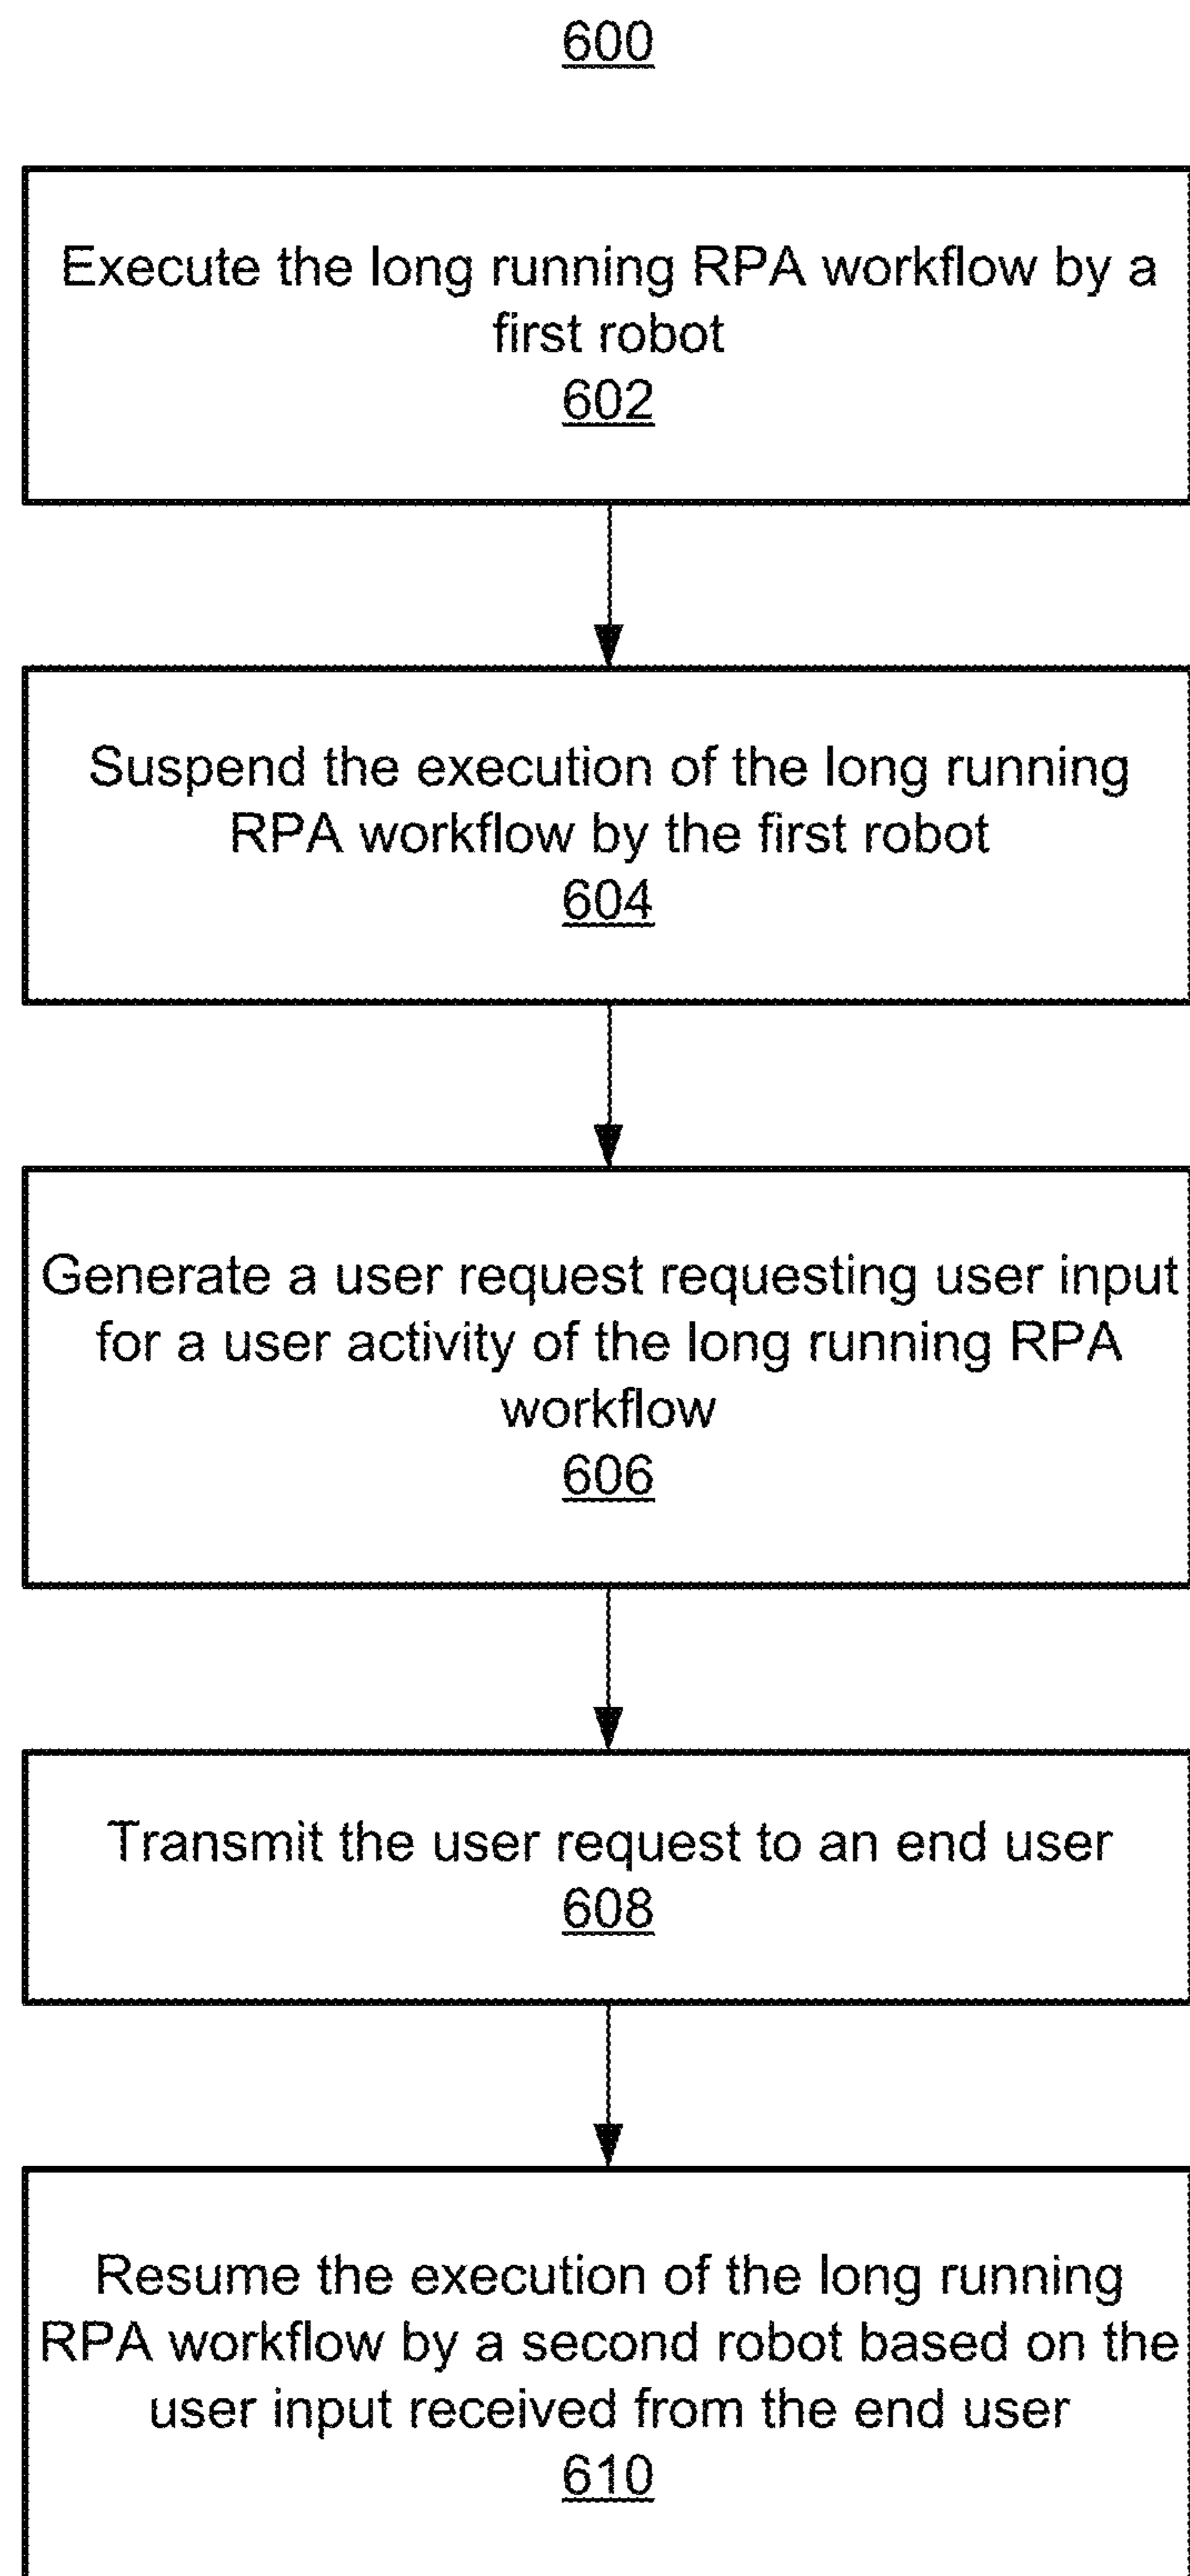 600
Execute the long running RPA workflow by a
first robot
602
Suspend the execution of the long running
RPA workflow by the first robot
604
Generate a user request requesting user input
for a user activity of the long running RPA
workflow
606
Transmit the user request to an end user
608
Resume the execution of the long running
RPA workflow by a second robot based on the
user input received from the end user
610